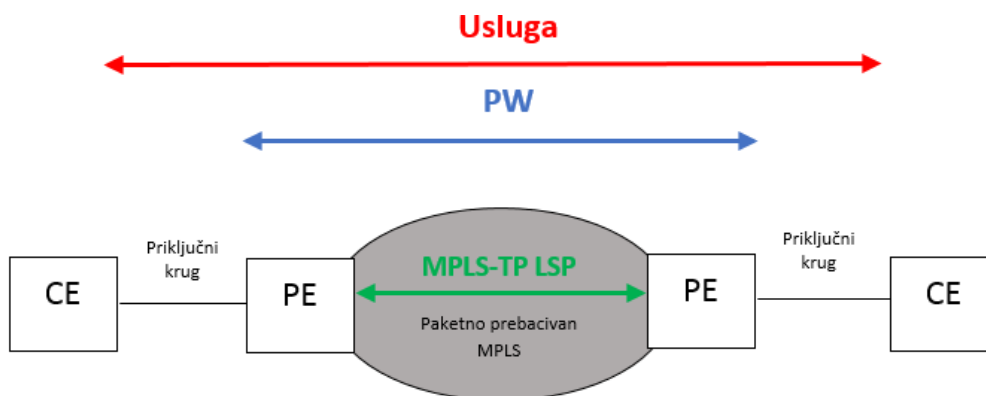 Usluga
PW
Priključni
krug
Priključni
krug
CE
PE
MPLS-TP LSP
PE
CE
Paketno prebacivan
MPLS